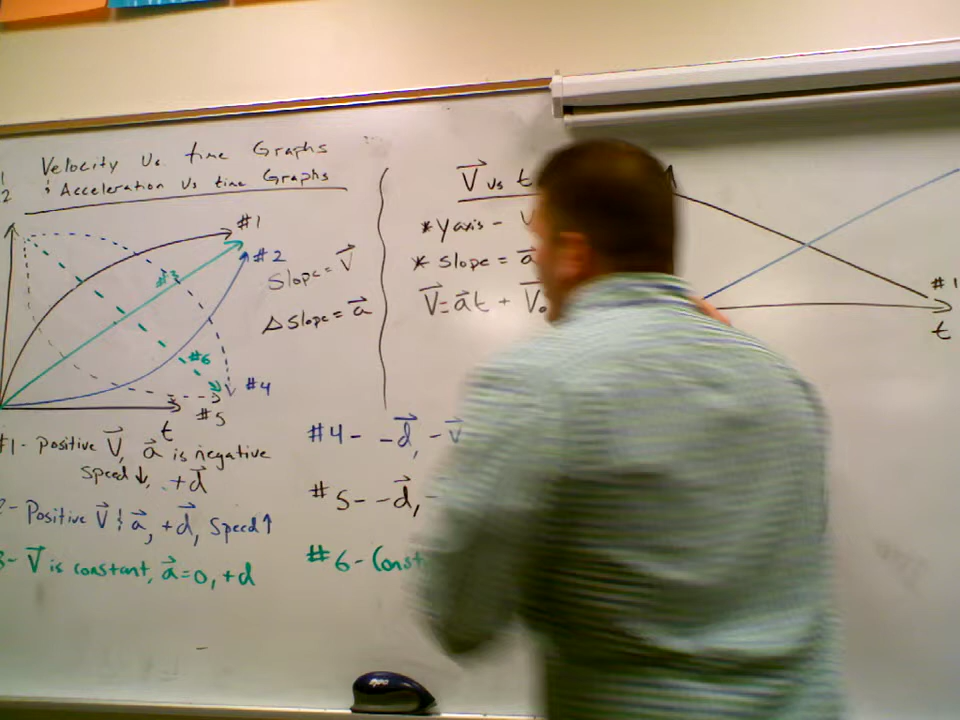 1 Velocity Vs. time Graphs
2 & Acceleration Vs time Graphs
#1
#2
#3
#6
#4
#5
t
Slope = V
Δ Slope = a
V vs t
* Y axis -
* Slope = a
V = at + V₀
#1
t
#1 - Positive V, a is negative
Speed ↓, +d
- Positive V & a, +d, Speed ↑
3 - V is constant, a = 0, +d
#4 - -d, -V
#5 - -d, -
#6 - Const